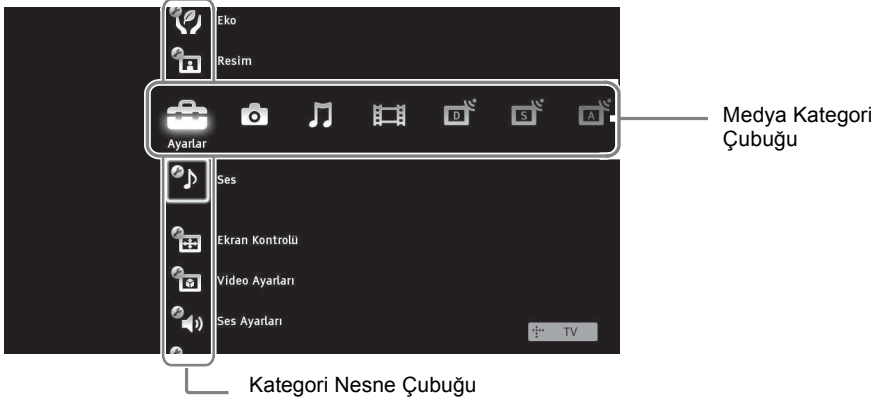 Eko
Resim
D
S
A
Ayarlar
Medya Kategori
Çubuğu
Ses
Ekran Kontrolü
Video Ayarları
Ses Ayarları
TV
Kategori Nesne Çubuğu